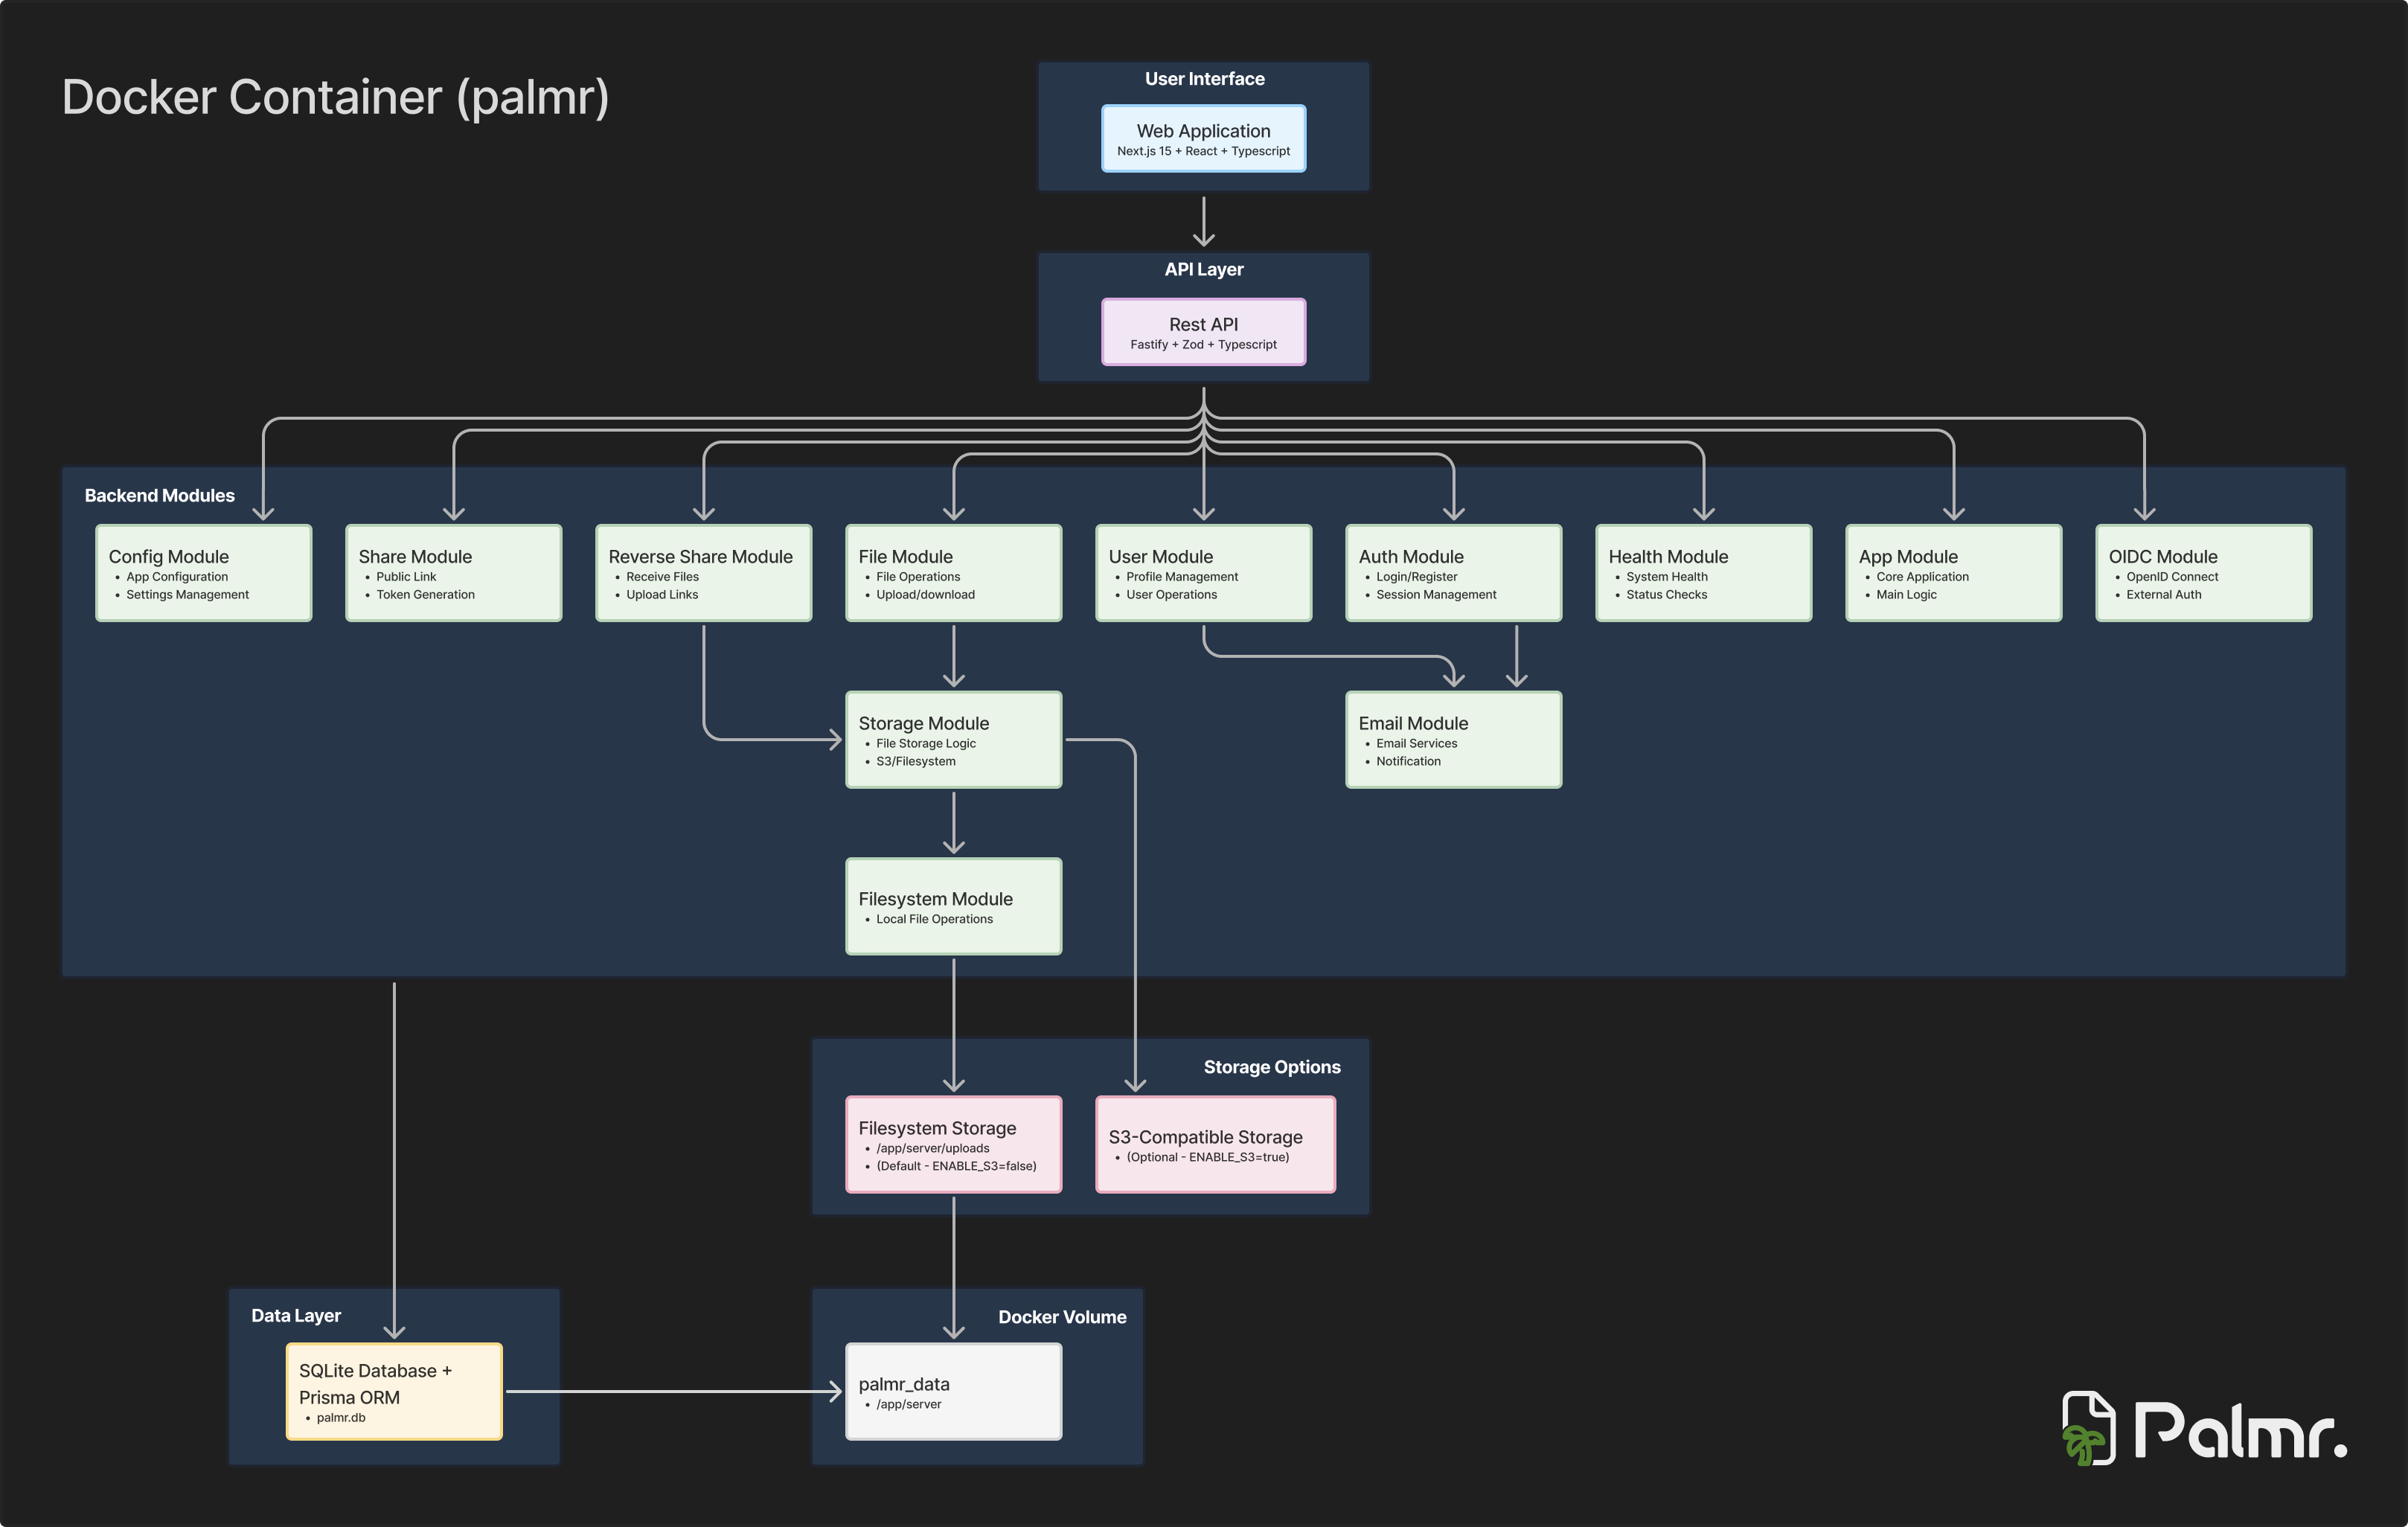 Docker Container (palmr)
User Interface
Web Application
Next.js 15 + React + Typescript
API Layer
Rest API
Fastify + Zod + Typescript
Backend Modules
Config Module
• App Configuration
• Settings Management
Share Module
• Public Link
• Token Generation
Reverse Share Module
• Receive Files
• Upload Links
File Module
• File Operations
• Upload/download
User Module
• Profile Management
• User Operations
Auth Module
• Login/Register
• Session Management
Health Module
• System Health
• Status Checks
App Module
• Core Application
• Main Logic
OIDC Module
• OpenID Connect
• External Auth
Storage Module
• File Storage Logic
• S3/Filesystem
Email Module
• Email Services
• Notification
Filesystem Module
• Local File Operations
Storage Options
Filesystem Storage
• /app/server/uploads
• (Default - ENABLE_S3=false)
S3-Compatible Storage
• (Optional - ENABLE_S3=true)
Data Layer
SQLite Database +
Prisma ORM
• palmr.db
Docker Volume
palmr_data
• /app/server
Palmr.